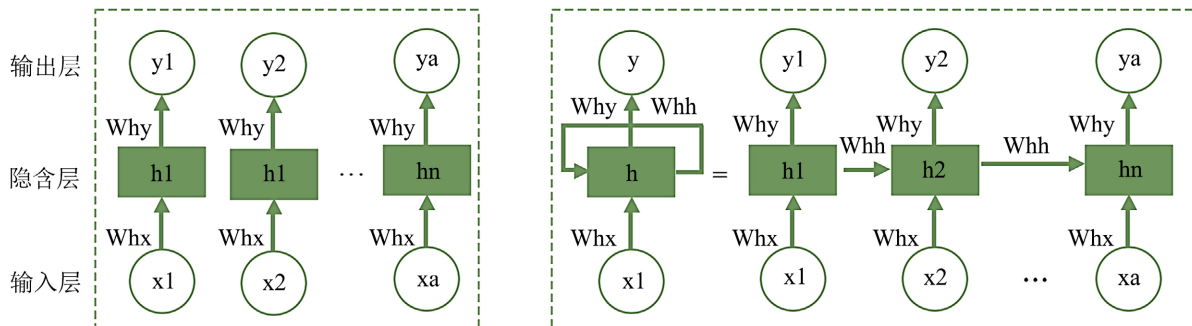 输出层 y1 y2 ya y y1 y2 ya
Why Why Why Why Whh Why Why Why
Whh Whh
隐含层 h1 h1 … hn h = h1 h2 hn
Whx Whx Whx Whx Whx Whx Whx
输入层 x1 x2 xa x1 x1 x2 … xa